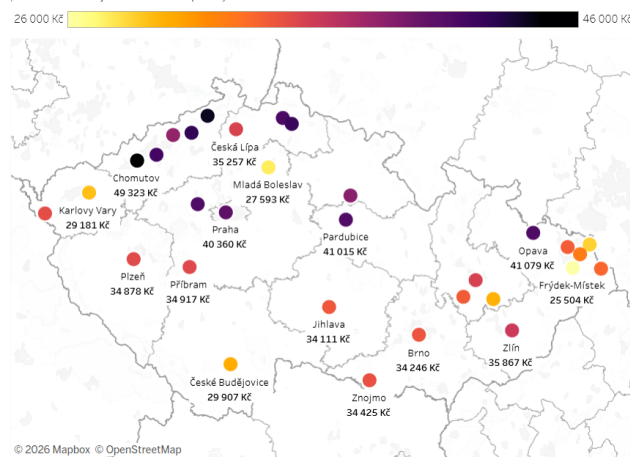 26 000 Kč
46 000 Kč
Česká Lípa
35 257 Kč
Chomutov
49 323 Kč
Mladá Boleslav
27 593 Kč
Karlovy Vary
29 181 Kč
Praha
40 360 Kč
Pardubice
41 015 Kč
Opava
41 079 Kč
Plzeň
34 878 Kč
Příbram
34 917 Kč
Frýdek-Místek
25 504 Kč
Jihlava
34 111 Kč
Brno
34 246 Kč
Zlín
35 867 Kč
České Budějovice
29 907 Kč
Znojmo
34 425 Kč
© 2026 Mapbox © OpenStreetMap